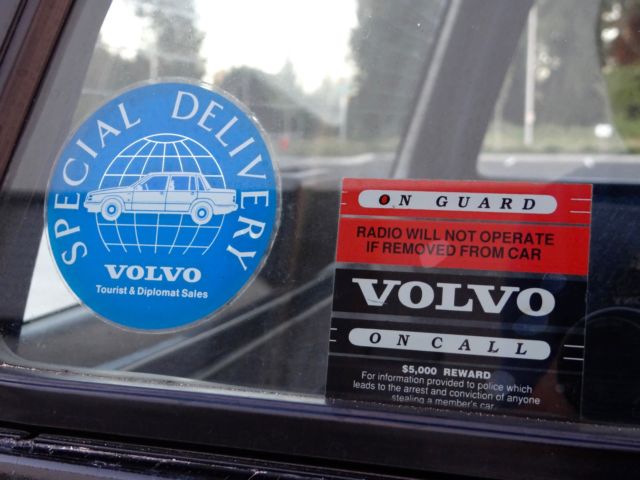 SPECIAL DELIVERY
VOLVO
Tourist & Diplomat Sales
ON GUARD
RADIO WILL NOT OPERATE
IF REMOVED FROM CAR
VOLVO
ON CALL
$5,000 REWARD
For information provided to police which
leads to the arrest and conviction of anyone
stealing a member's car